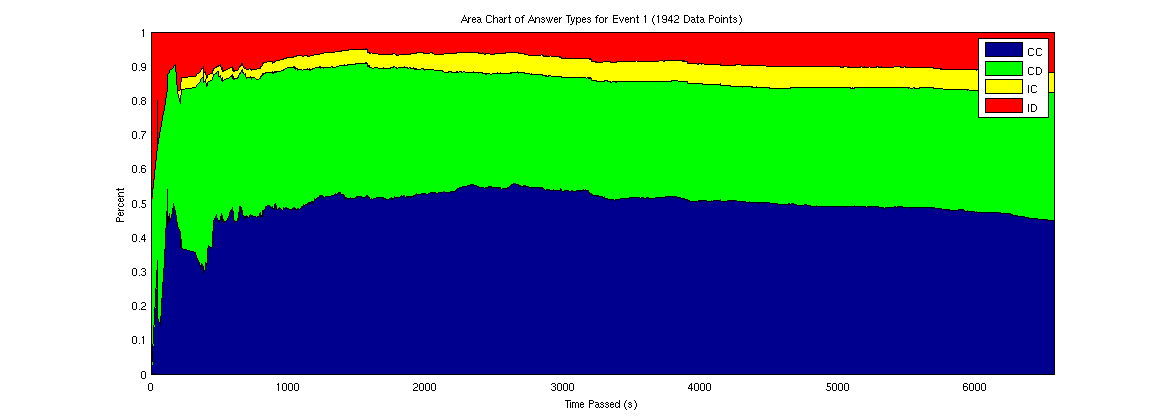 Area Chart of Answer Types for Event 1 (1942 Data Points)
1
0.9
0.8
0.7
0.6
0.5
0.4
0.3
0.2
0.1
0
Percent
CC
CD
IC
ID
0 1000 2000 3000 4000 5000 6000
Time Passed (s)